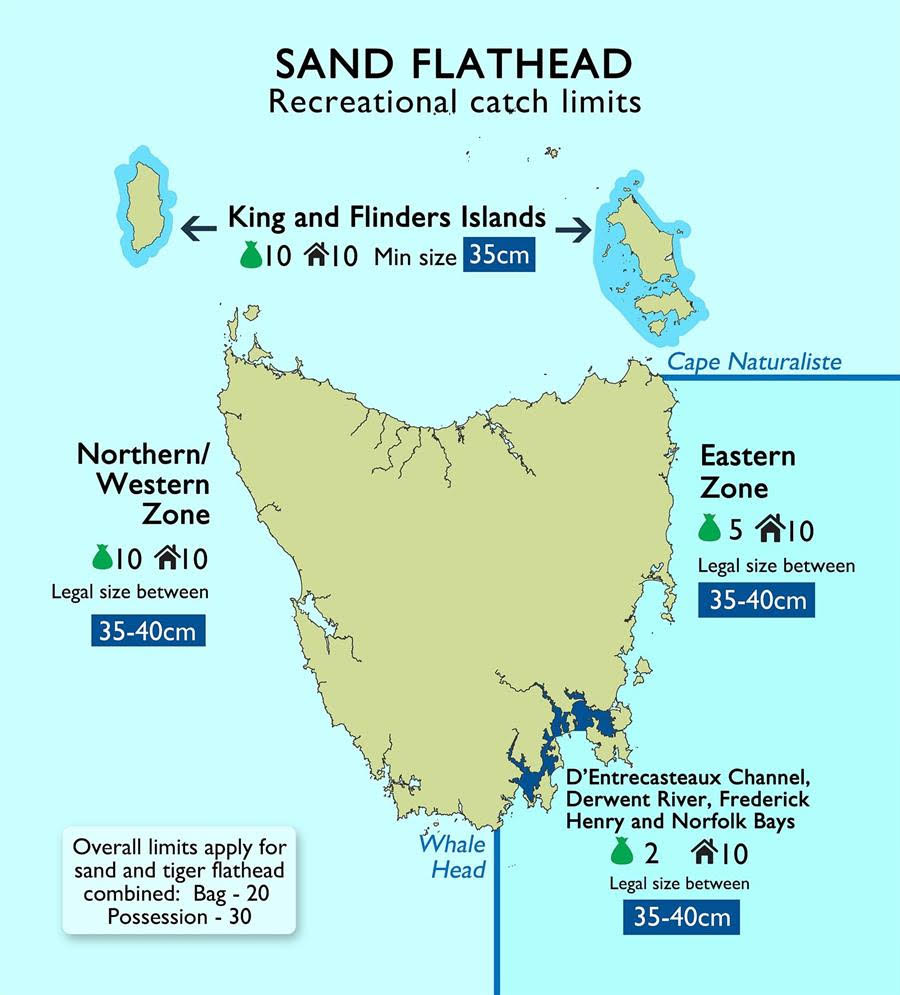 SAND FLATHEAD
Recreational catch limits
King and Flinders Islands
10 10 Min size 35cm
Cape Naturaliste
Northern/
Western
Zone
10 10
Legal size between
35-40cm
Eastern
Zone
5 10
Legal size between
35-40cm
D'Entrecasteaux Channel,
Derwent River, Frederick
Henry and Norfolk Bays
2 10
Legal size between
35-40cm
Whale
Head
Overall limits apply for
sand and tiger flathead
combined: Bag - 20
Possession - 30